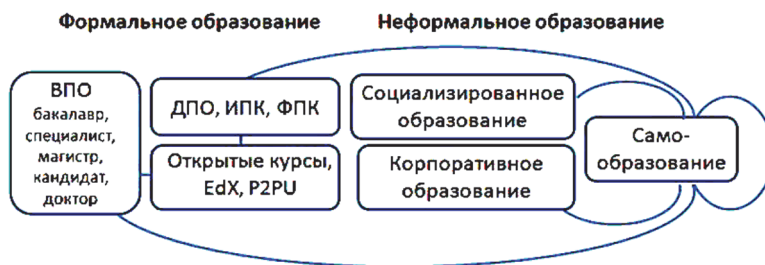 Формальное образование
Неформальное образование
ВПО
бакалавр,
специалист,
магистр,
кандидат,
доктор
ДПО, ИПК, ФПК
Открытые курсы,
EdX, P2PU
Социализированное
образование
Корпоративное
образование
Само-
образование